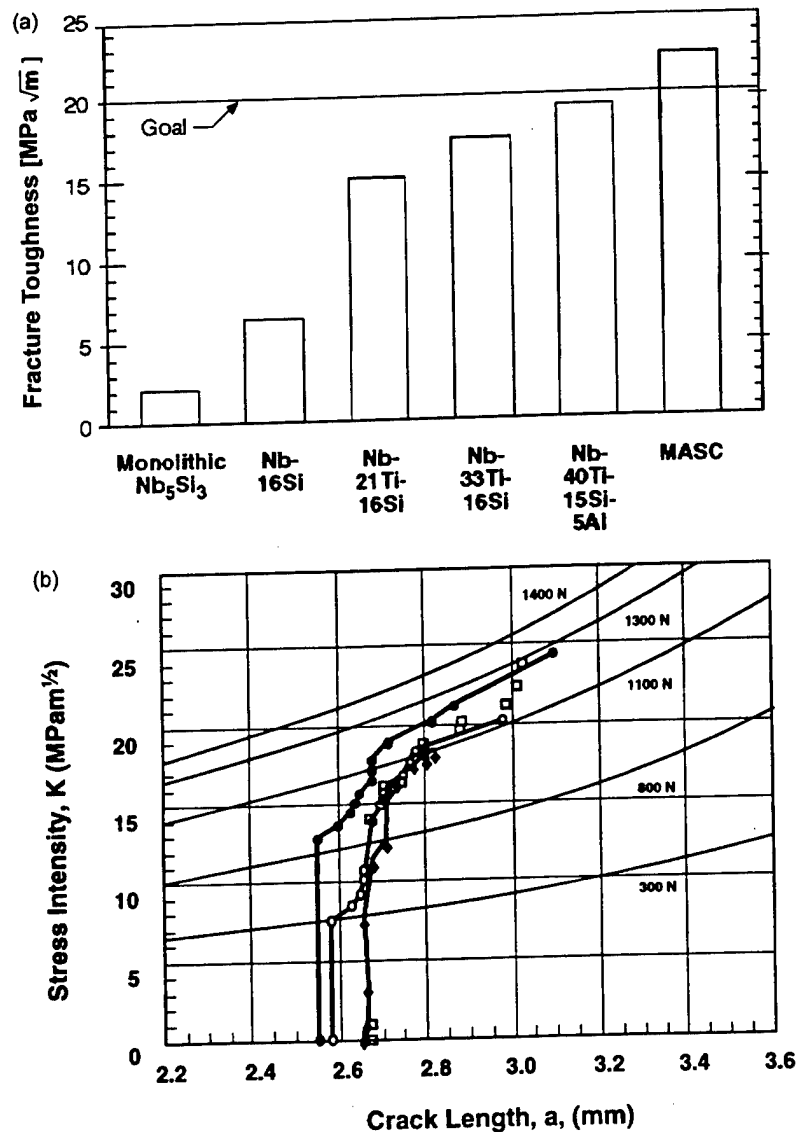 (a)
Fracture Toughness [MPa √m ]
25
20
15
10
5
0
Goal
Monolithic
Nb5Si3
Nb-
16Si
Nb-
21Ti-
16Si
Nb-
33Ti-
16Si
Nb-
40Ti-
15Si-
5Al
MASC
(b)
Stress Intensity, K (MPam½)
30
25
20
15
10
5
0
1400 N
1300 N
1100 N
800 N
300 N
2.2
2.4
2.6
2.8
3.0
3.2
3.4
3.6
Crack Length, a, (mm)